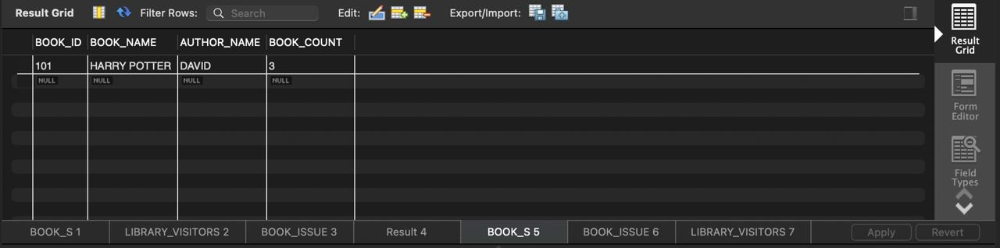 Result Grid Filter Rows: Search Edit: Export/Import:
BOOK_ID BOOK_NAME AUTHOR_NAME BOOK_COUNT
101 HARRY POTTER DAVID 3
NULL NULL NULL NULL
Result
Grid
Form
Editor
Field
Types
BOOK_S 1 LIBRARY_VISITORS 2 BOOK_ISSUE 3 Result 4 BOOK_S 5 BOOK_ISSUE 6 LIBRARY_VISITORS 7 Apply Revert